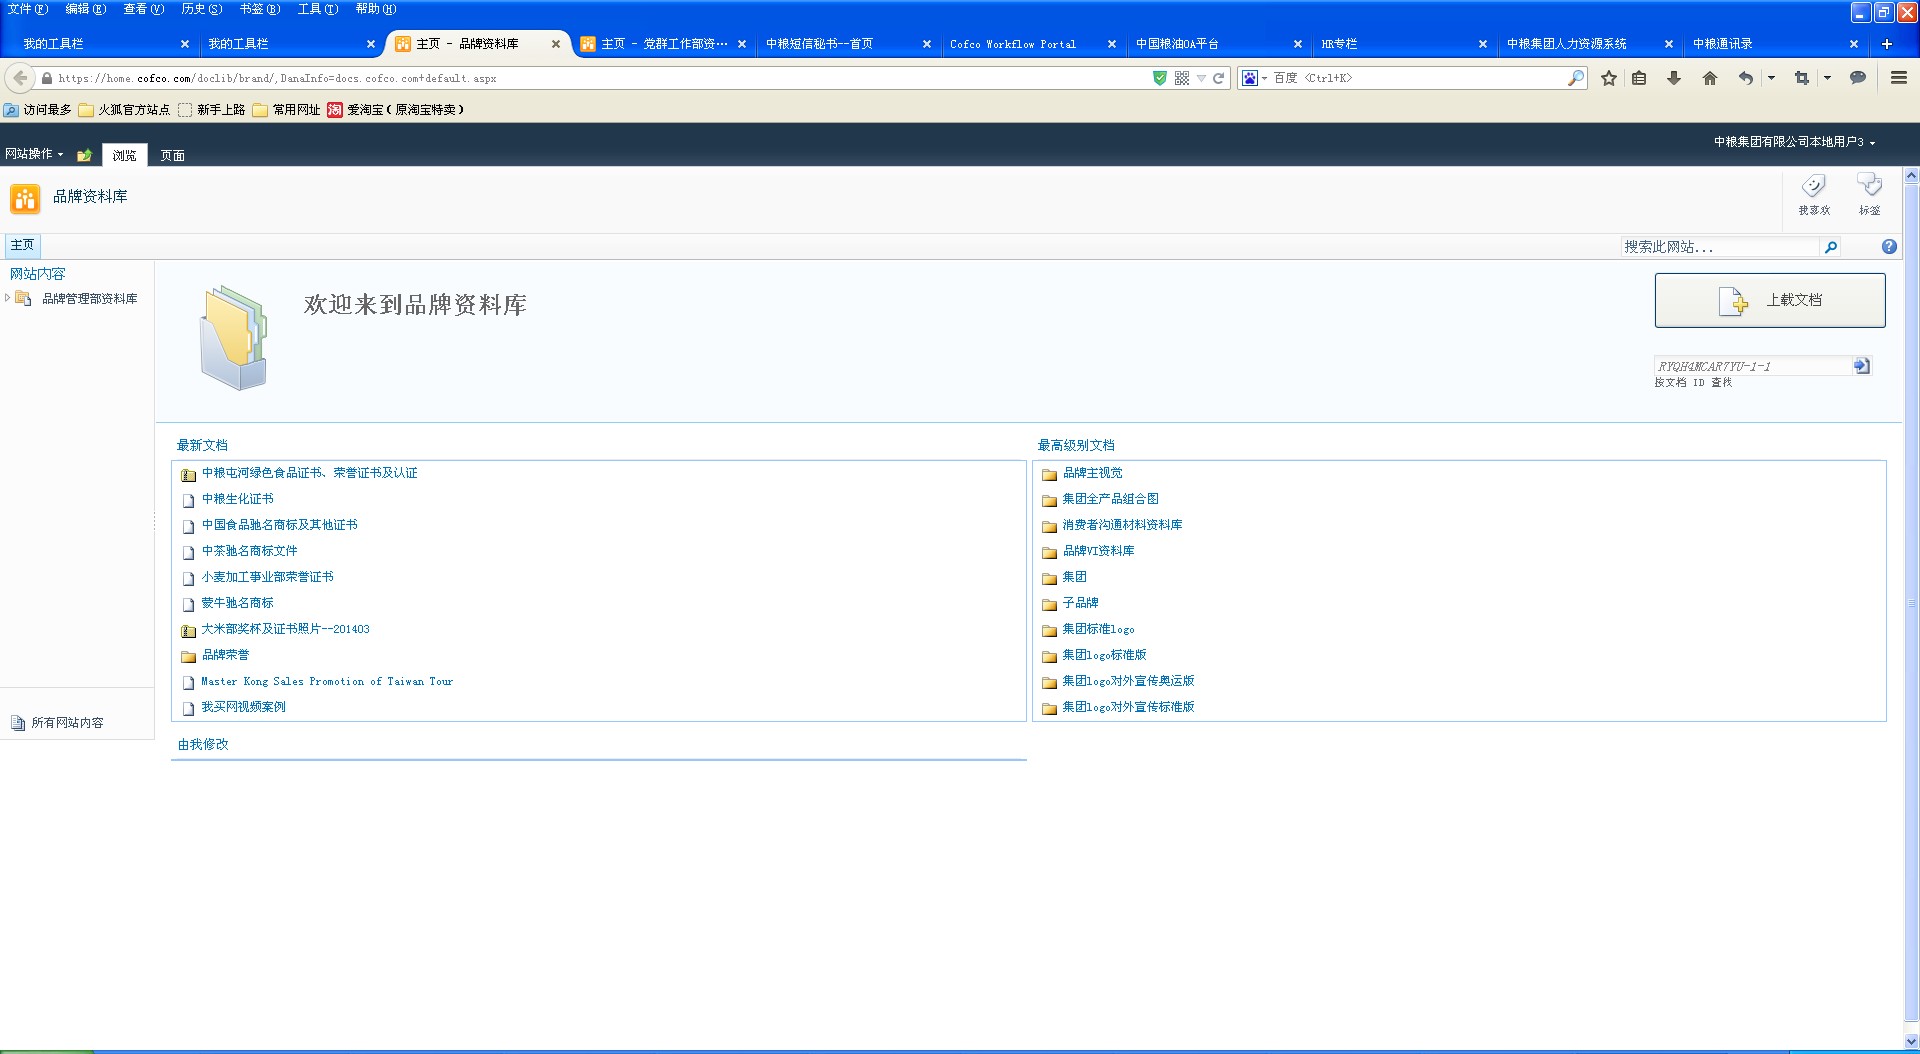 文件(F) 编辑(E) 查看(V) 历史(S) 书签(B) 工具(T) 帮助(H)
我的工具栏 我的工具栏 主页 - 品牌资料库 主页 - 党群工作部资… 中粮短信秘书--首页 Cofco Workflow Portal 中国粮油OA平台 HR专栏 中粮集团人力资源系统 中粮通讯录
https://home.cofco.com/doclib/brand/,DanaInfo=docs.cofco.com+default.aspx 百度 <Ctrl+K>
访问最多 火狐官方站点 新手上路 常用网址 淘 爱淘宝（原淘宝特卖）
网站操作 浏览 页面 中粮集团有限公司本地用户3
品牌资料库 我喜欢 标签
主页 搜索此网站...
网站内容
品牌管理部资料库
所有网站内容
欢迎来到品牌资料库
上载文档
RYQH4MCAR7YU-1-1
按文档 ID 查找
最新文档
中粮屯河绿色食品证书、荣誉证书及认证
中粮生化证书
中国食品驰名商标及其他证书
中茶驰名商标文件
小麦加工事业部荣誉证书
蒙牛驰名商标
大米部奖杯及证书照片--201403
品牌荣誉
Master Kong Sales Promotion of Taiwan Tour
我买网视频案例
由我修改
最高级别文档
品牌主视觉
集团全产品组合图
消费者沟通材料资料库
品牌VI资料库
集团
子品牌
集团标准logo
集团logo标准版
集团logo对外宣传奥运版
集团logo对外宣传标准版